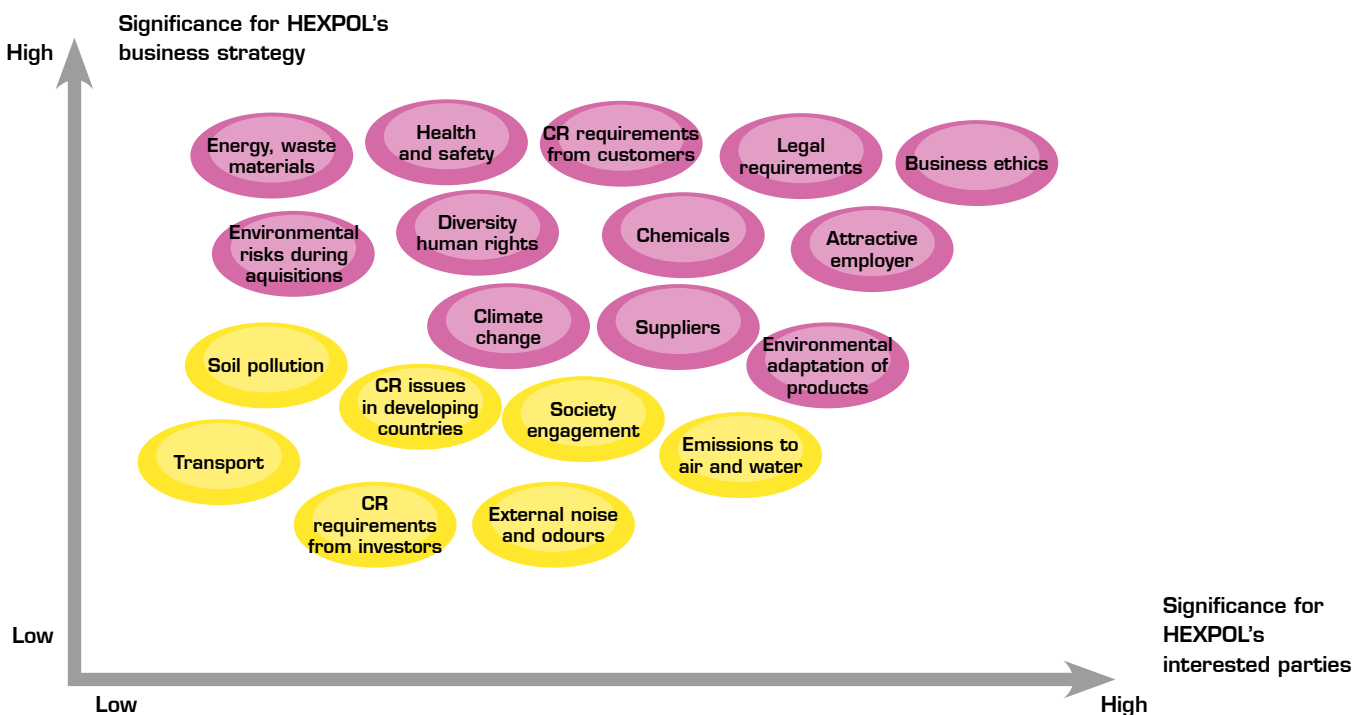 Significance for HEXPOL's
business strategy
High
Energy, waste
materials
Health
and safety
CR requirements
from customers
Legal
requirements
Business ethics
Environmental
risks during
aquisitions
Diversity
human rights
Chemicals
Attractive
employer
Climate
change
Suppliers
Environmental
adaptation of
products
Soil pollution
CR issues
in developing
countries
Society
engagement
Emissions to
air and water
Transport
CR
requirements
from investors
External noise
and odours
Low
Significance for
HEXPOL's
interested parties
Low
High